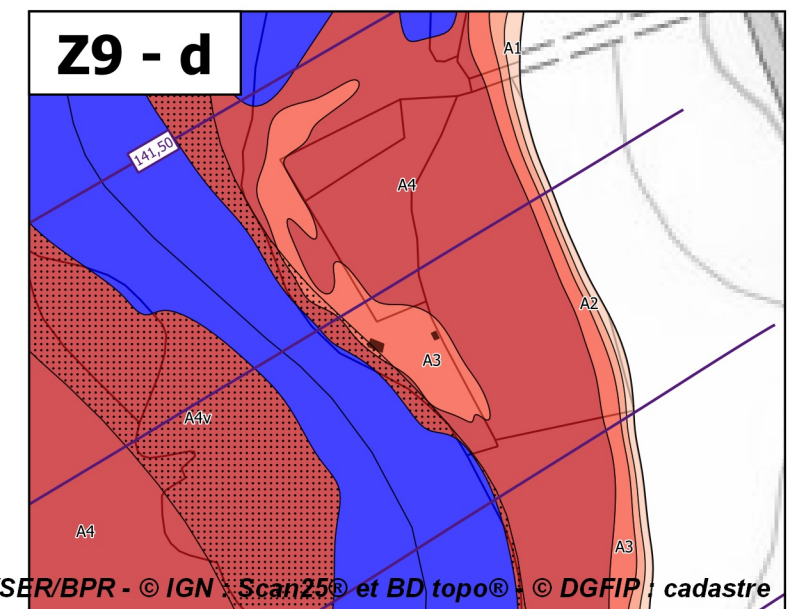 Z9 - d
A1
141,50
A4
A2
A3
A4v
A4
A3
/SER/BPR - © IGN : Scan25® et BD topo® - © DGFIP : cadastre